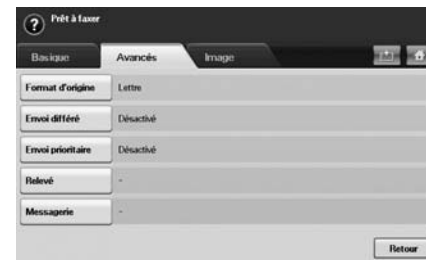 Prêt à faxer
Basique Avancés Image
Format d'origine Lettre
Envoi différé Désactivé
Envoi prioritaire Désactivé
Relevé -
Messagerie -
Retour